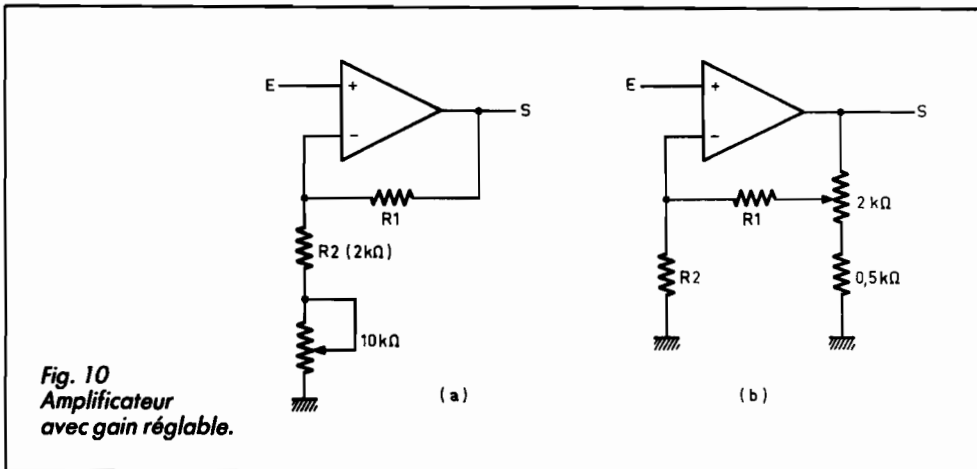 E
+
−
S
R1
R2 (2kΩ)
10kΩ
(a)
E
+
−
S
R1
2 kΩ
R2
0,5kΩ
(b)
Fig. 10
Amplificateur
avec gain réglable.